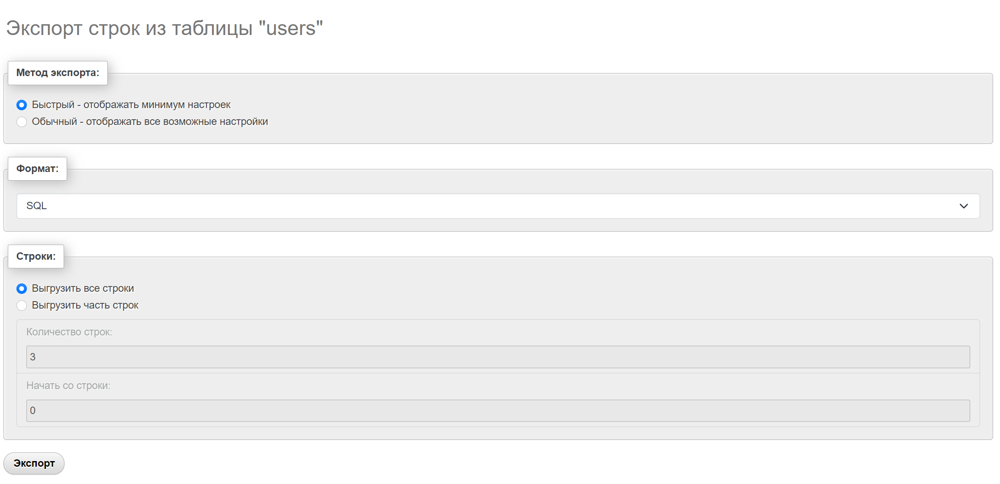 Экспорт строк из таблицы "users"
Метод экспорта:
Быстрый - отображать минимум настроек
Обычный - отображать все возможные настройки
Формат:
SQL
Строки:
Выгрузить все строки
Выгрузить часть строк
Количество строк:
3
Начать со строки:
0
Экспорт